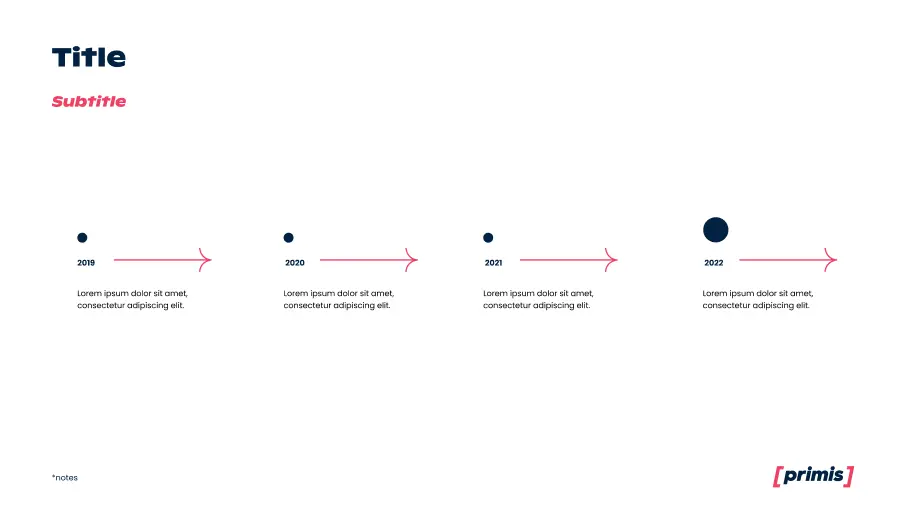 Title
Subtitle
2019
2020
2021
2022
Lorem ipsum dolor sit amet,
consectetur adipiscing elit.
Lorem ipsum dolor sit amet,
consectetur adipiscing elit.
Lorem ipsum dolor sit amet,
consectetur adipiscing elit.
Lorem ipsum dolor sit amet,
consectetur adipiscing elit.
*notes
[primis]